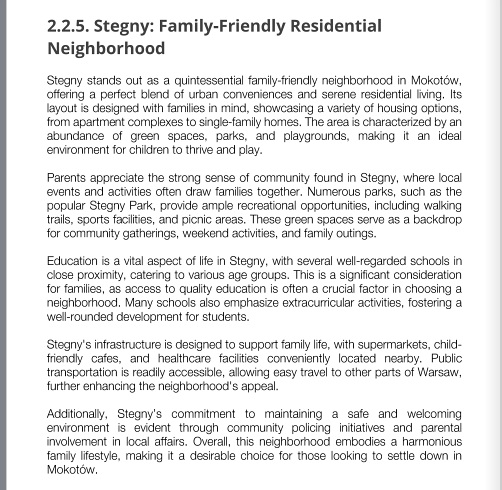 2.2.5. Stegny: Family-Friendly Residential
Neighborhood
Stegny stands out as a quintessential family-friendly neighborhood in Mokotów,
offering a perfect blend of urban conveniences and serene residential living. Its
layout is designed with families in mind, showcasing a variety of housing options,
from apartment complexes to single-family homes. The area is characterized by an
abundance of green spaces, parks, and playgrounds, making it an ideal
environment for children to thrive and play.
Parents appreciate the strong sense of community found in Stegny, where local
events and activities often draw families together. Numerous parks, such as the
popular Stegny Park, provide ample recreational opportunities, including walking
trails, sports facilities, and picnic areas. These green spaces serve as a backdrop
for community gatherings, weekend activities, and family outings.
Education is a vital aspect of life in Stegny, with several well-regarded schools in
close proximity, catering to various age groups. This is a significant consideration
for families, as access to quality education is often a crucial factor in choosing a
neighborhood. Many schools also emphasize extracurricular activities, fostering a
well-rounded development for students.
Stegny's infrastructure is designed to support family life, with supermarkets, child-
friendly cafes, and healthcare facilities conveniently located nearby. Public
transportation is readily accessible, allowing easy travel to other parts of Warsaw,
further enhancing the neighborhood's appeal.
Additionally, Stegny's commitment to maintaining a safe and welcoming
environment is evident through community policing initiatives and parental
involvement in local affairs. Overall, this neighborhood embodies a harmonious
family lifestyle, making it a desirable choice for those looking to settle down in
Mokotów.